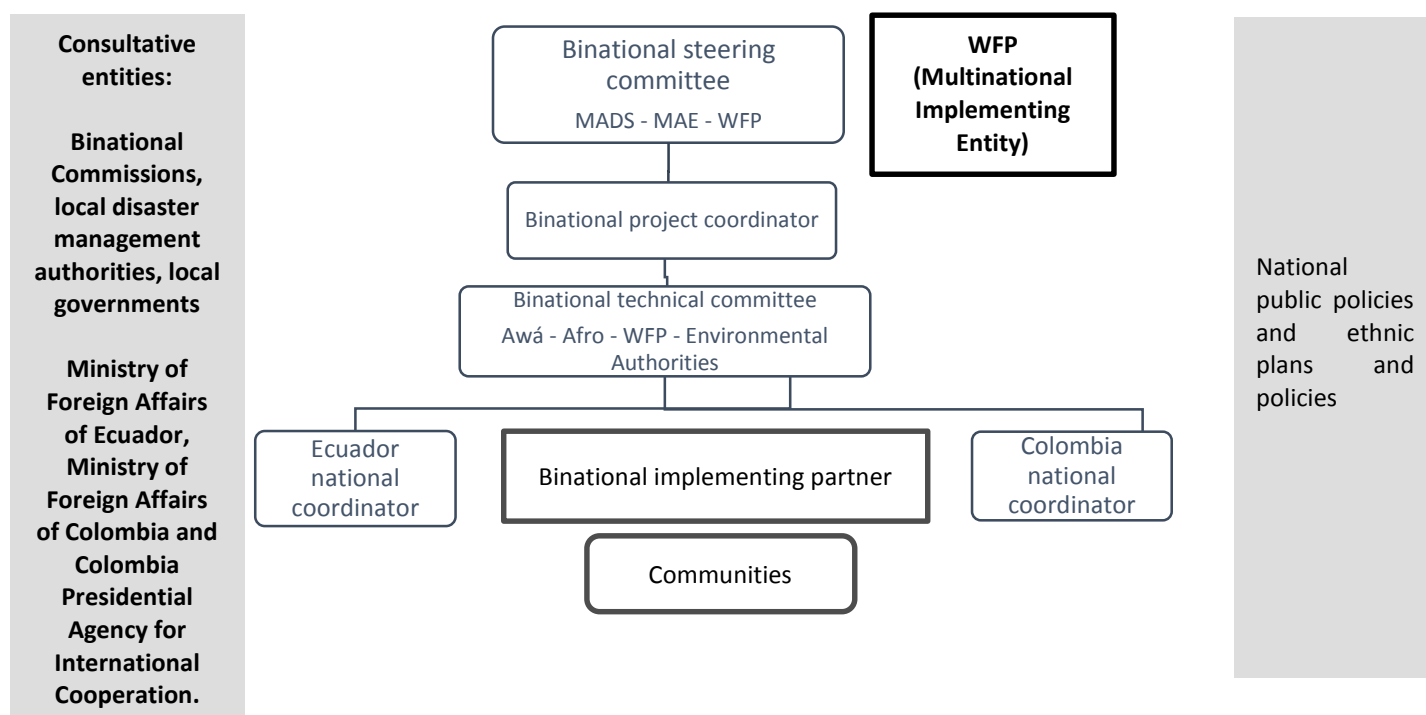 Consultative
entities:
Binational
Commissions,
local disaster
management
authorities, local
governments
Ministry of
Foreign Affairs
of Ecuador,
Ministry of
Foreign Affairs
of Colombia and
Colombia
Presidential
Agency for
International
Cooperation.
Binational steering
committee
MADS - MAE - WFP
WFP
(Multinational
Implementing
Entity)
Binational project coordinator
Binational technical committee
Awá - Afro - WFP - Environmental
Authorities
Ecuador
national
coordinator
Binational implementing partner
Colombia
national
coordinator
Communities
National
public policies
and ethnic
plans and
policies